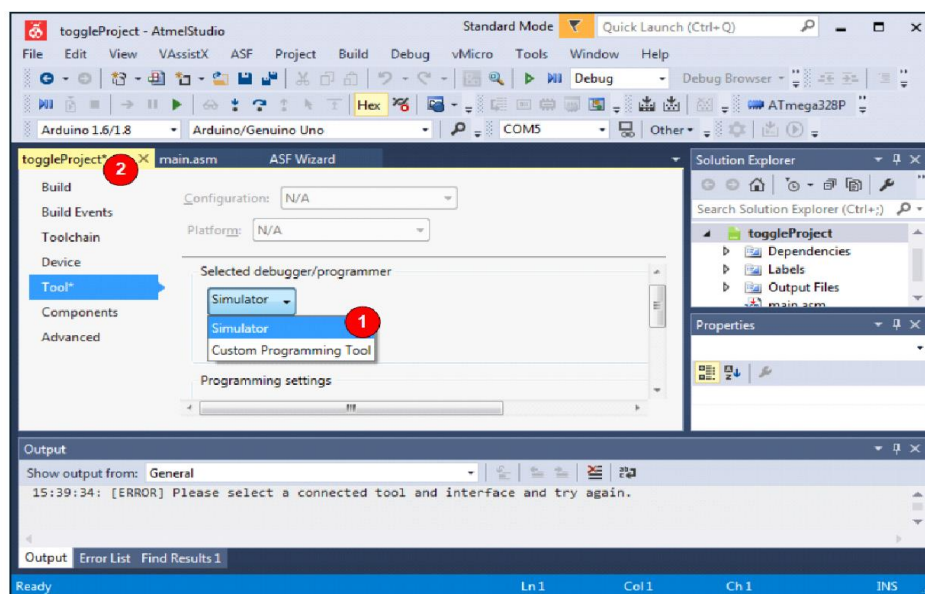 toggleProject - AtmelStudio
Standard Mode
Quick Launch (Ctrl+Q)
File Edit View VAssistX ASF Project Build Debug vMicro Tools Window Help
Debug
Debug Browser
Hex
ATmega328P
Arduino 1.6/1.8
Arduino/Genuino Uno
COM5
Other
toggleProject*
2
main.asm
ASF Wizard
Build
Build Events
Toolchain
Device
Tool*
Components
Advanced
Configuration: N/A
Platform: N/A
Selected debugger/programmer
Simulator
Simulator
1
Custom Programming Tool
Programming settings
Solution Explorer
Search Solution Explorer (Ctrl+;)
toggleProject
Dependencies
Labels
Output Files
main.asm
Properties
Output
Show output from: General
15:39:34: [ERROR] Please select a connected tool and interface and try again.
Output Error List Find Results 1
Ready Ln 1 Col 1 Ch 1 INS